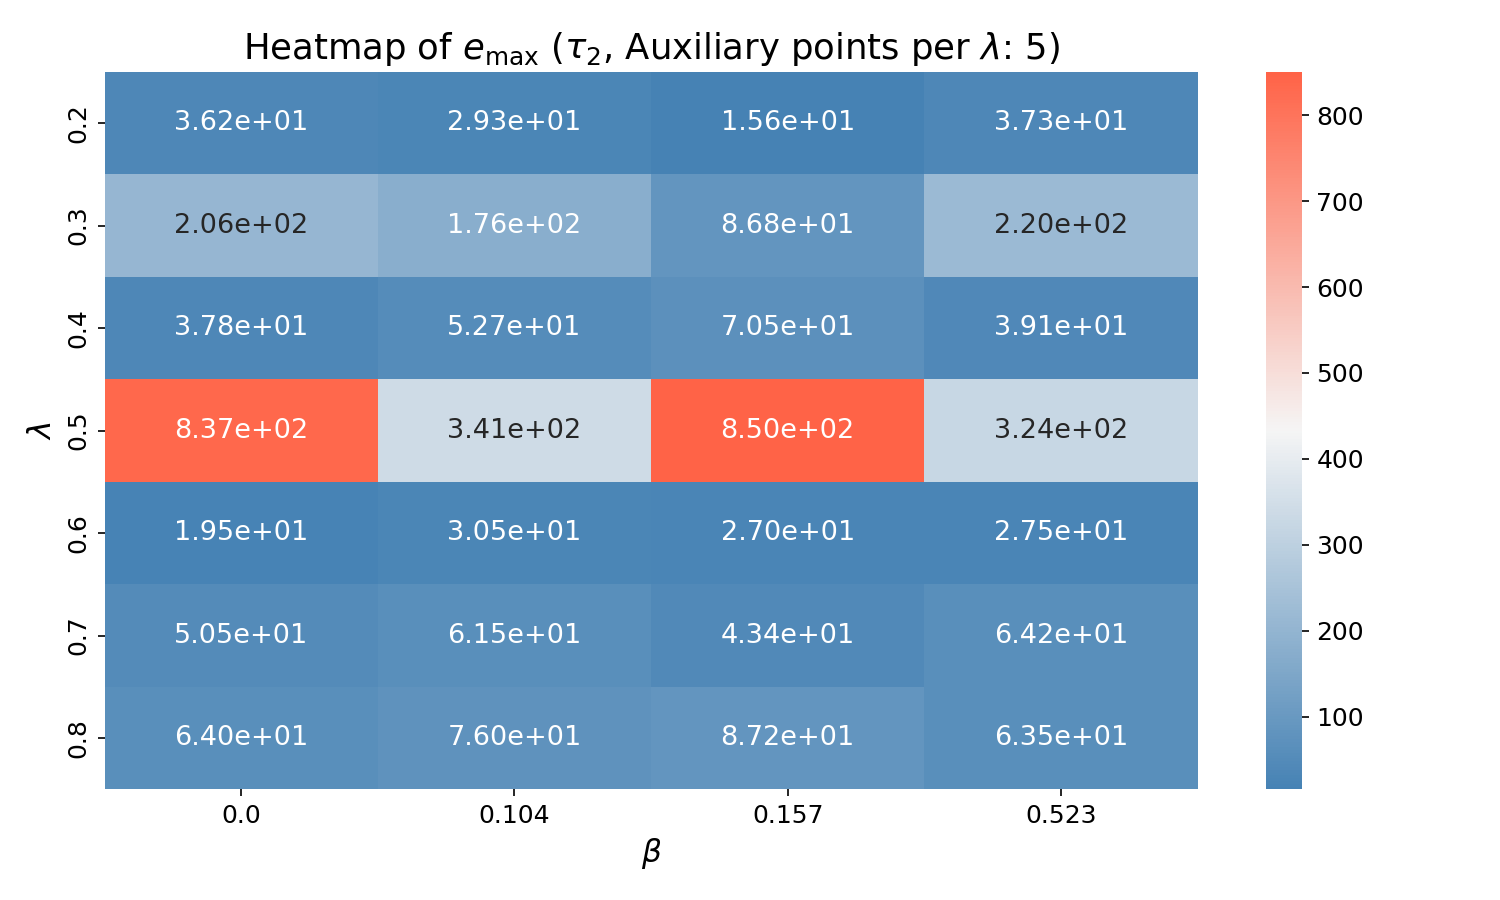 Heatmap of e_max (τ_2, Auxiliary points per λ: 5)
0.2 3.62e+01 2.93e+01 1.56e+01 3.73e+01
0.3 2.06e+02 1.76e+02 8.68e+01 2.20e+02
0.4 3.78e+01 5.27e+01 7.05e+01 3.91e+01
λ
0.5 8.37e+02 3.41e+02 8.50e+02 3.24e+02
0.6 1.95e+01 3.05e+01 2.70e+01 2.75e+01
0.7 5.05e+01 6.15e+01 4.34e+01 6.42e+01
0.8 6.40e+01 7.60e+01 8.72e+01 6.35e+01
0.0 0.104 0.157 0.523
β
800
700
600
500
400
300
200
100